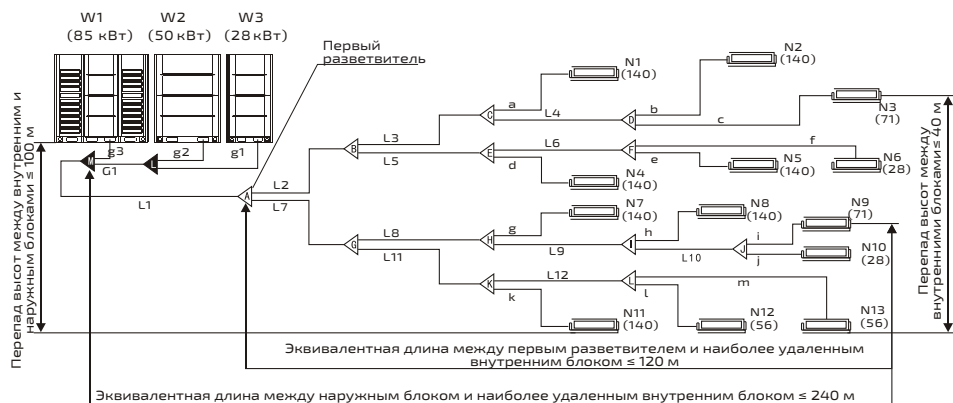 W1
(85 кВт)
W2
(50 кВт)
W3
(28 кВт)
Первый
разветвитель
N1
(140)
N2
(140)
N3
(71)
a
C
L4
D
b
c
L3
B
L5
E
d
L6
F
f
e
N4
(140)
N5
(140)
N6
(28)
g3
g2
g1
M
G1
L
L1
A
L2
L7
N7
(140)
N8
(140)
N9
(71)
g
L8
H
G
L11
L9
I
h
L10
J
i
j
N10
(28)
L12
K
k
L
m
l
N11
(140)
N12
(56)
N13
(56)
Перепад высот между внутренним и
наружным блоками ≤ 100 м
Перепад высот между
внутренними блоками ≤ 40 м
Эквивалентная длина между первым разветвителем и наиболее удаленным
внутренним блоком ≤ 120 м
Эквивалентная длина между наружным блоком и наиболее удаленным внутренним блоком ≤ 240 м